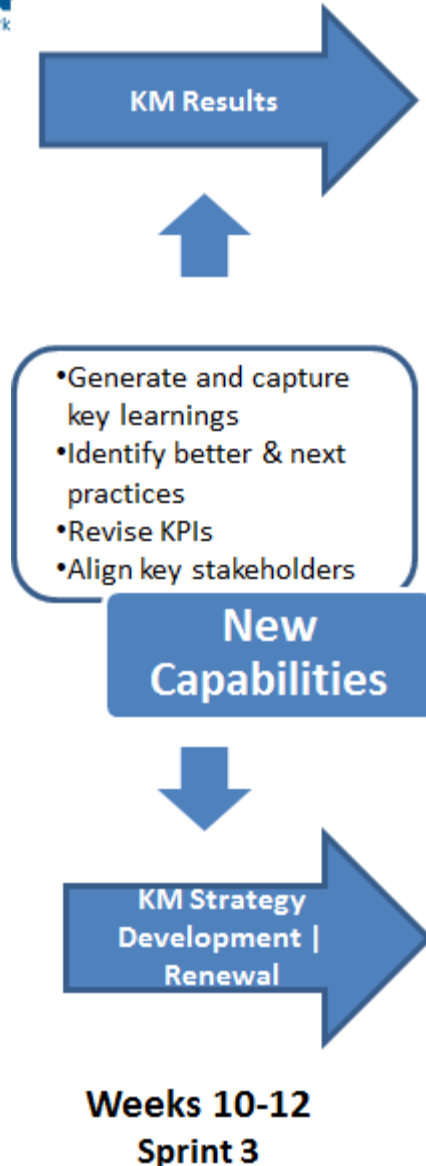 KM Results
•Generate and capture
key learnings
•Identify better & next
practices
•Revise KPIs
•Align key stakeholders
New
Capabilities
KM Strategy
Development |
Renewal
Weeks 10-12
Sprint 3